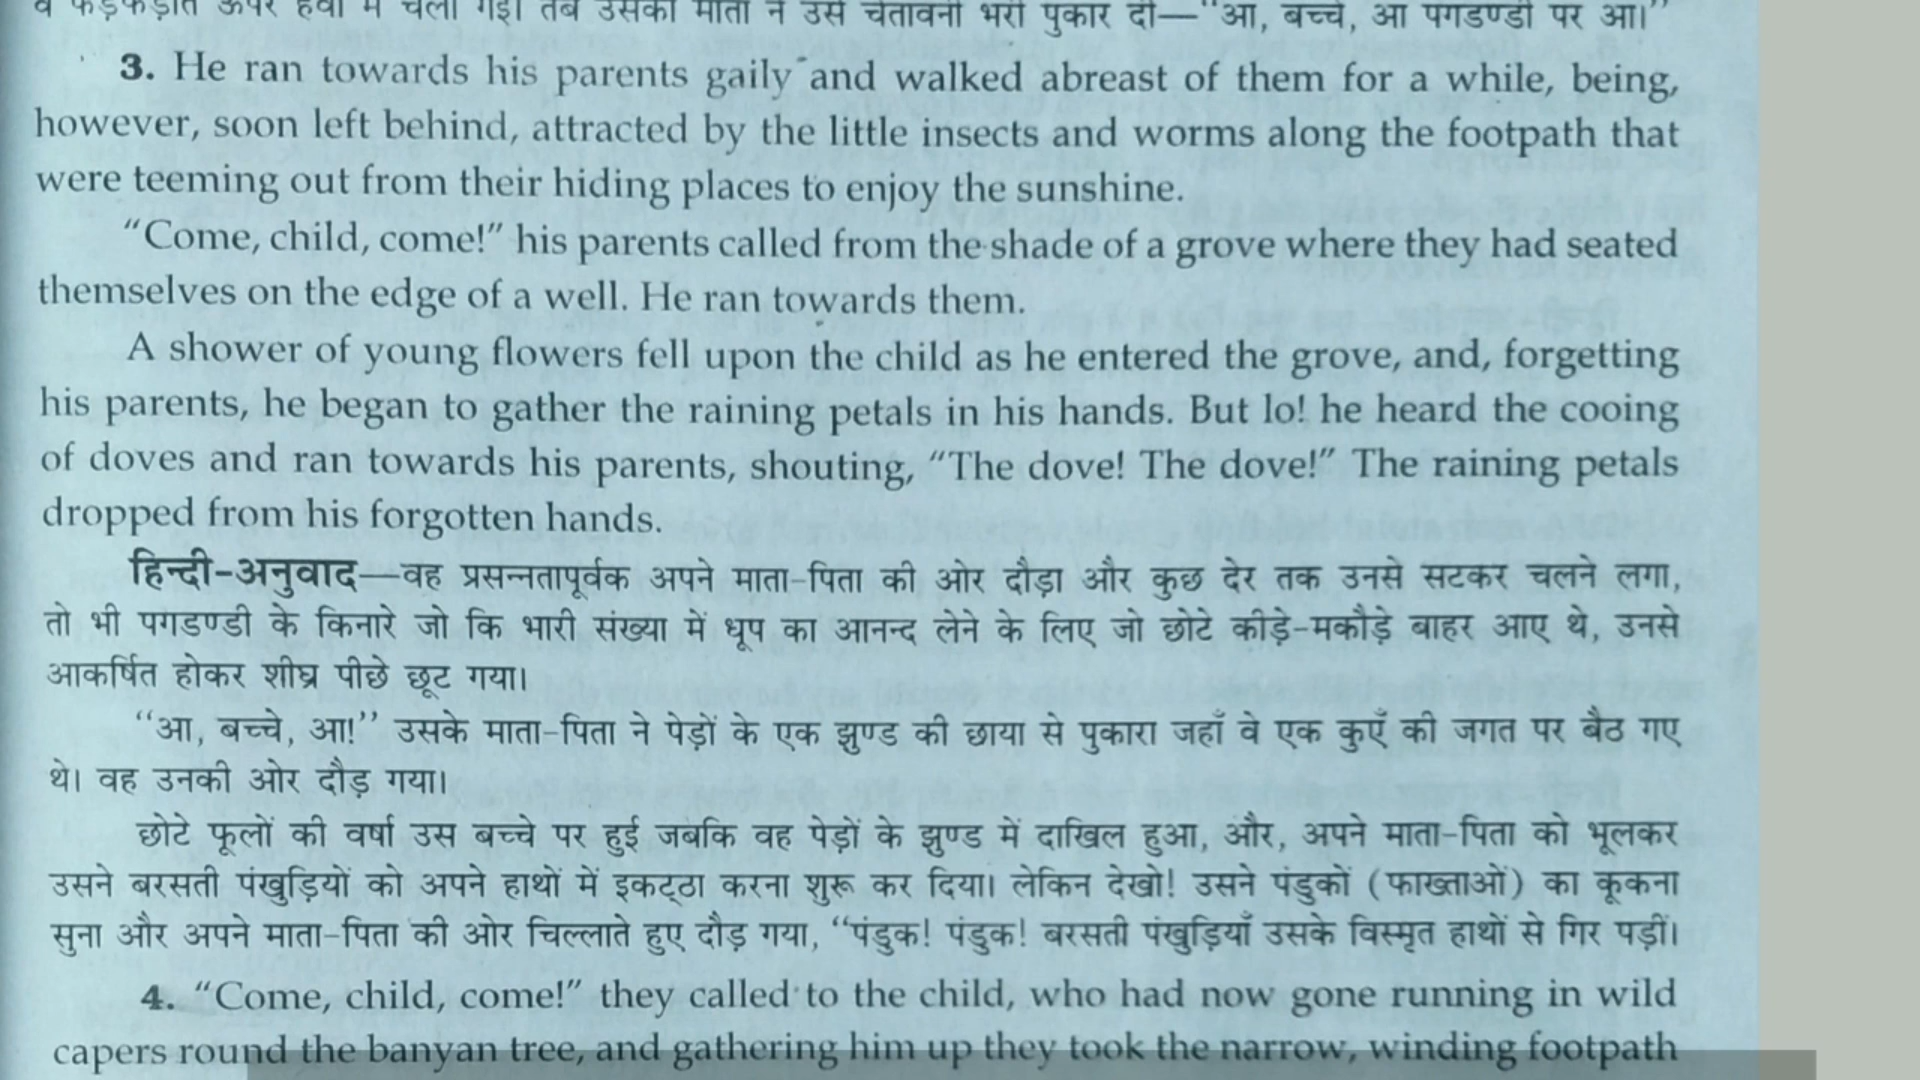 व फड़फड़ाते ऊपर हवा में चली गई। तब उसकी माता ने उसे चेतावनी भरी पुकार दी—"आ, बच्चे, आ पगडण्डी पर आ।"
3. He ran towards his parents gaily and walked abreast of them for a while, being,
however, soon left behind, attracted by the little insects and worms along the footpath that
were teeming out from their hiding places to enjoy the sunshine.
"Come, child, come!" his parents called from the shade of a grove where they had seated
themselves on the edge of a well. He ran towards them.
A shower of young flowers fell upon the child as he entered the grove, and, forgetting
his parents, he began to gather the raining petals in his hands. But lo! he heard the cooing
of doves and ran towards his parents, shouting, "The dove! The dove!" The raining petals
dropped from his forgotten hands.
हिन्दी-अनुवाद—वह प्रसन्नतापूर्वक अपने माता-पिता की ओर दौड़ा और कुछ देर तक उनसे सटकर चलने लगा,
तो भी पगडण्डी के किनारे जो कि भारी संख्या में धूप का आनन्द लेने के लिए जो छोटे कीड़े-मकौड़े बाहर आए थे, उनसे
आकर्षित होकर शीघ्र पीछे छूट गया।
"आ, बच्चे, आ!" उसके माता-पिता ने पेड़ों के एक झुण्ड की छाया से पुकारा जहाँ वे एक कुएँ की जगत पर बैठ गए
थे। वह उनकी ओर दौड़ गया।
छोटे फूलों की वर्षा उस बच्चे पर हुई जबकि वह पेड़ों के झुण्ड में दाखिल हुआ, और, अपने माता-पिता को भूलकर
उसने बरसती पंखुड़ियों को अपने हाथों में इकट्ठा करना शुरू कर दिया। लेकिन देखो! उसने पंडुकों (फाख्ताओं) का कूकना
सुना और अपने माता-पिता की ओर चिल्लाते हुए दौड़ गया, "पंडुक! पंडुक! बरसती पंखुड़ियाँ उसके विस्मृत हाथों से गिर पड़ीं।
4. "Come, child, come!" they called to the child, who had now gone running in wild
capers round the banyan tree, and gathering him up they took the narrow, winding footpath